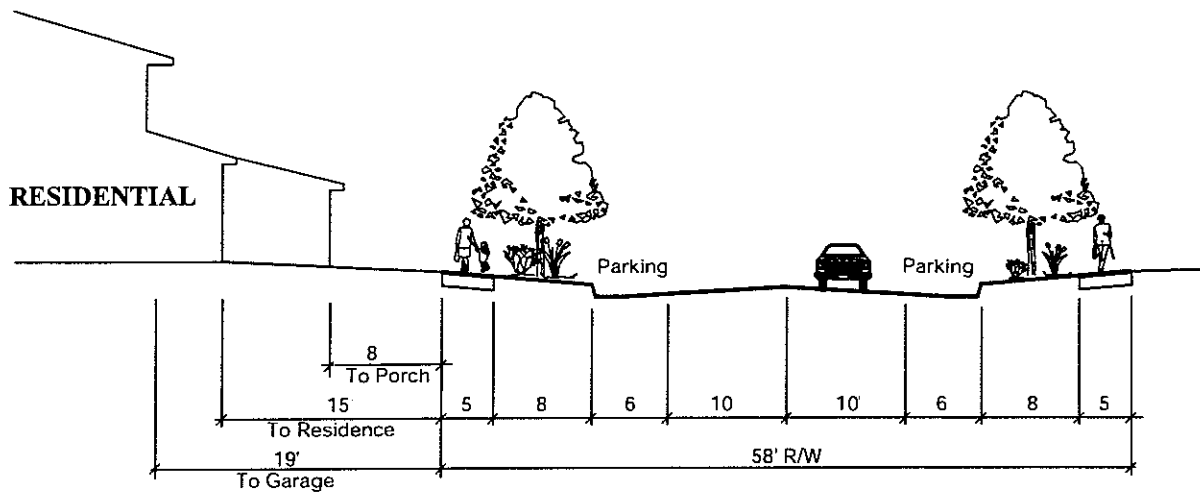 RESIDENTIAL
Parking
Parking
8
To Porch
15'
To Residence
5
8
6
10
10'
6
8
5
19'
To Garage
58' R/W